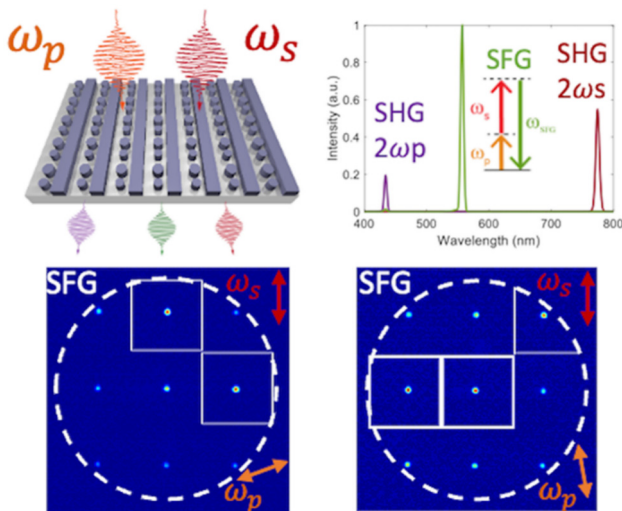 ωp
ωs
Intensity (a.u.)
1
0.8
0.6
0.4
0.2
0
400
500
600
700
800
Wavelength (nm)
SHG
2ωp
SFG
SHG
2ωs
ωs
ωp
ωSFG
SFG
ωs
ωp
SFG
ωs
ωp